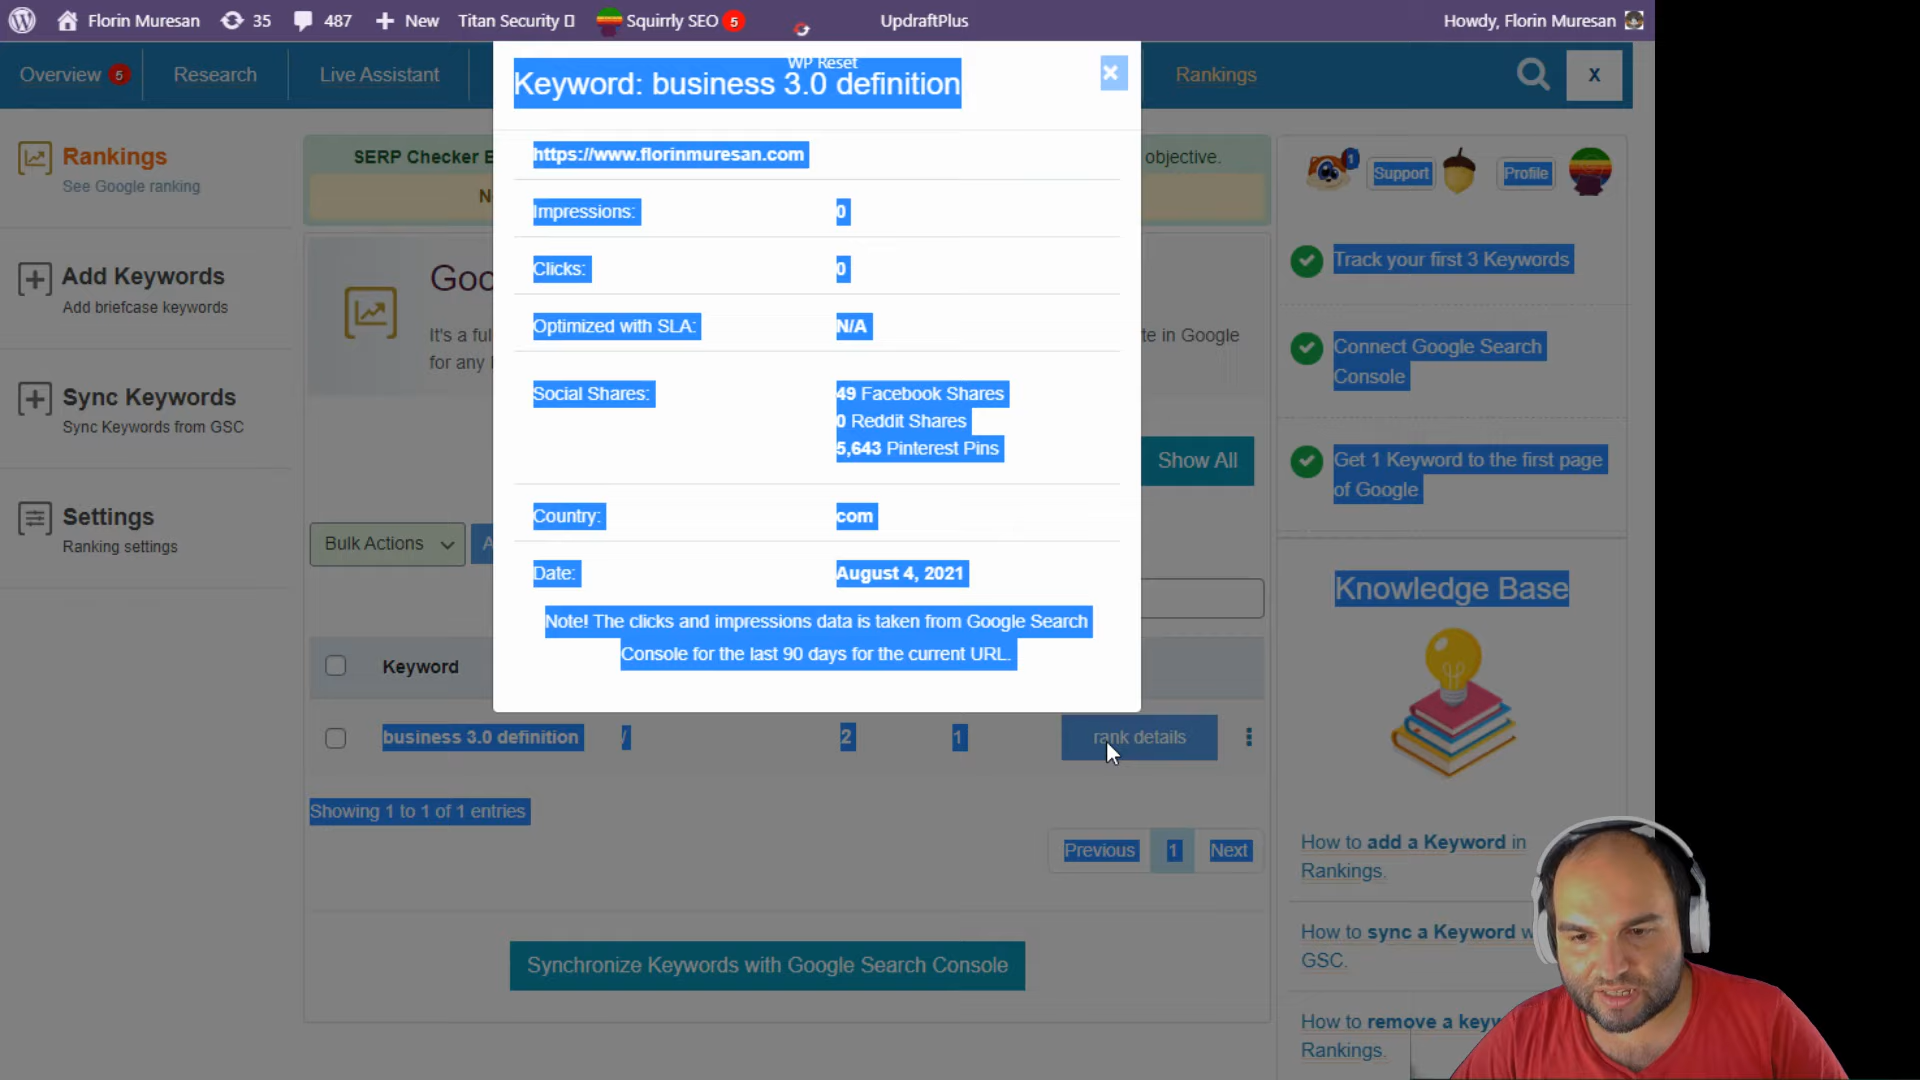 Florin Muresan 35 487 New Titan Security Squirrly SEO 5 UpdraftPlus Howdy, Florin Muresan
WP Reset
Overview 5 Research Live Assistant Rankings X
Keyword: business 3.0 definition
https://www.florinmuresan.com
Impressions: 0
Clicks: 0
Optimized with SLA: N/A
Social Shares: 49 Facebook Shares
0 Reddit Shares
5,643 Pinterest Pins
Country: com
Date: August 4, 2021
Note! The clicks and impressions data is taken from Google Search
Console for the last 90 days for the current URL.
Rankings
See Google ranking
Add Keywords
Add briefcase keywords
Sync Keywords
Sync Keywords from GSC
Settings
Ranking settings
SERP Checker objective.
It's a te in Google
for any
Show All
Bulk Actions
Keyword
business 3.0 definition / 2 1 rank details
Showing 1 to 1 of 1 entries
Previous 1 Next
Synchronize Keywords with Google Search Console
1 Support Profile
Track your first 3 Keywords
Connect Google Search
Console
Get 1 Keyword to the first page
of Google
Knowledge Base
How to add a Keyword in
Rankings.
How to sync a Keyword
GSC.
How to remove a
Rankings.